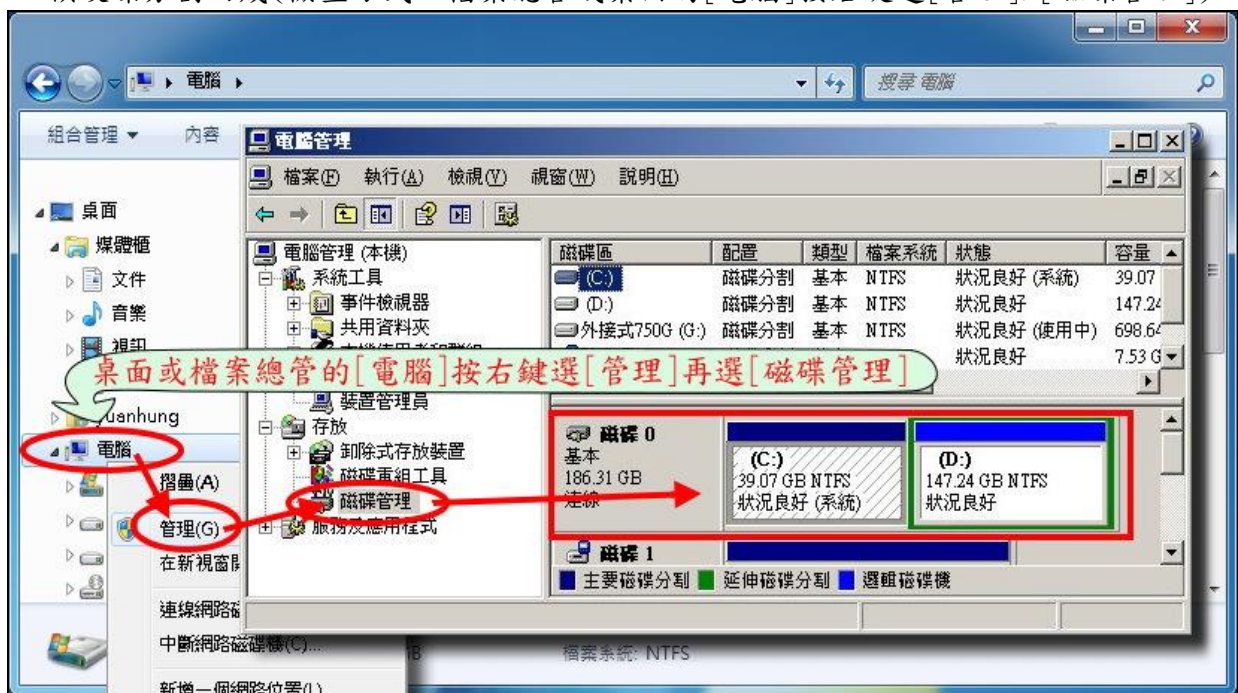 電腦
搜尋 電腦
組合管理
內容
桌面
媒體櫃
文件
音樂
視訊
電腦
摺疊(A)
管理(G)
連線網路磁
中斷網路磁碟機(C)...
新增一個網路位置(L)
檔案系統: NTFS
電腦管理
檔案(F) 執行(A) 檢視(V) 視窗(W) 說明(H)
電腦管理 (本機)
系統工具
事件檢視器
共用資料夾
裝置管理員
存放
卸除式存放裝置
磁碟重組工具
磁碟管理
服務及應用程式
磁碟區 配置 類型 檔案系統 狀態 容量
(C:) 磁碟分割 基本 NTFS 狀況良好 (系統) 39.07
(D:) 磁碟分割 基本 NTFS 狀況良好 147.24
外接式750G (G:) 磁碟分割 基本 NTFS 狀況良好 (使用中) 698.64
狀況良好 7.53 G
桌面或檔案總管的[電腦]按右鍵選[管理]再選[磁碟管理]
磁碟 0
基本
186.31 GB
連線
(C:)
39.07 GB NTFS
狀況良好 (系統)
(D:)
147.24 GB NTFS
狀況良好
磁碟 1
主要磁碟分割 延伸磁碟分割 邏輯磁碟機